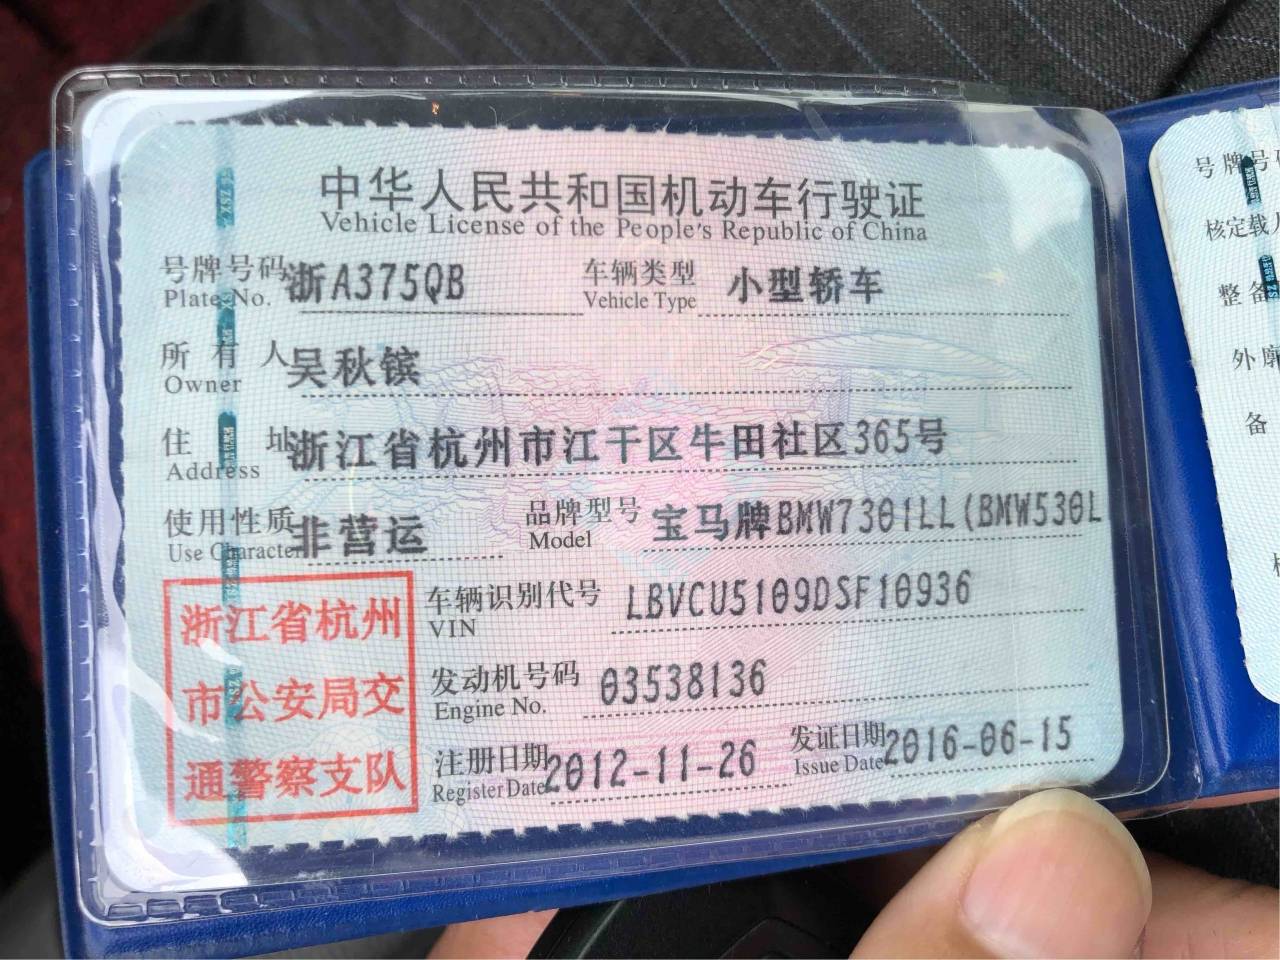 中华人民共和国机动车行驶证
Vehicle License of the People's Republic of China
号牌号码 浙A375QB 车辆类型 小型轿车
Plate No. Vehicle Type
所有人 吴秋镔
Owner
住址 浙江省杭州市江干区牛田社区365号
Address
使用性质 非营运 品牌型号 宝马牌BMW7301LL(BMW530L
Use Character Model
浙江省杭州
市公安局交
通警察支队
车辆识别代号 LBVCU5109DSF10936
VIN
发动机号码 03538136
Engine No.
注册日期 2012-11-26 发证日期 2016-06-15
Register Date Issue Date
号牌号码
核定载
整备
外廓
备